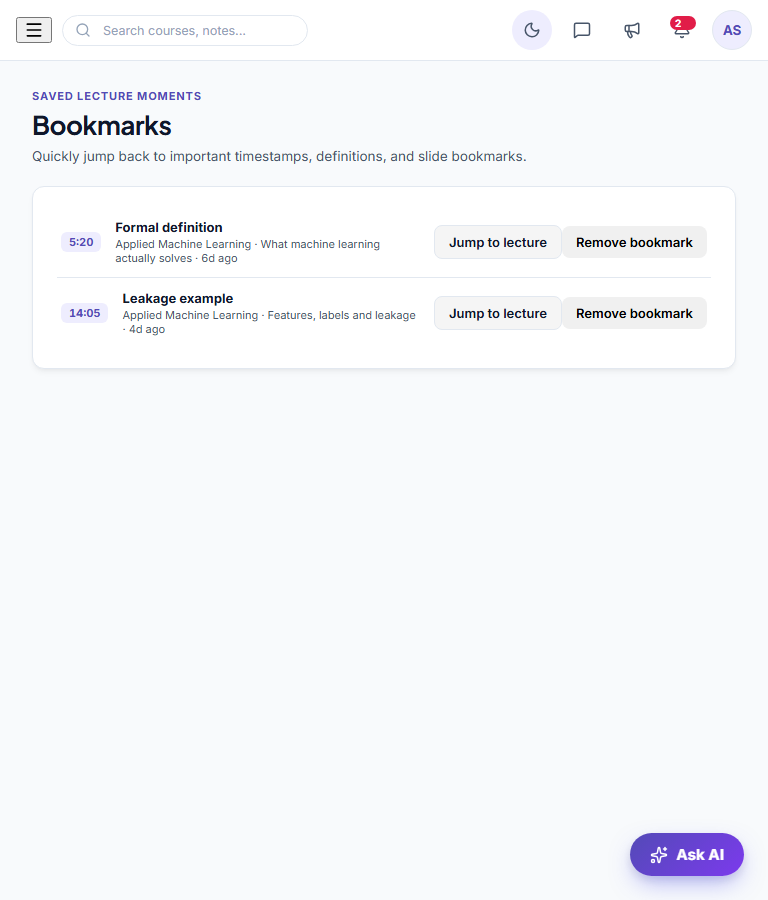 Search courses, notes...
2
AS
SAVED LECTURE MOMENTS
Bookmarks
Quickly jump back to important timestamps, definitions, and slide bookmarks.
5:20
Formal definition
Applied Machine Learning · What machine learning
actually solves · 6d ago
Jump to lecture
Remove bookmark
14:05
Leakage example
Applied Machine Learning · Features, labels and leakage
· 4d ago
Jump to lecture
Remove bookmark
Ask AI